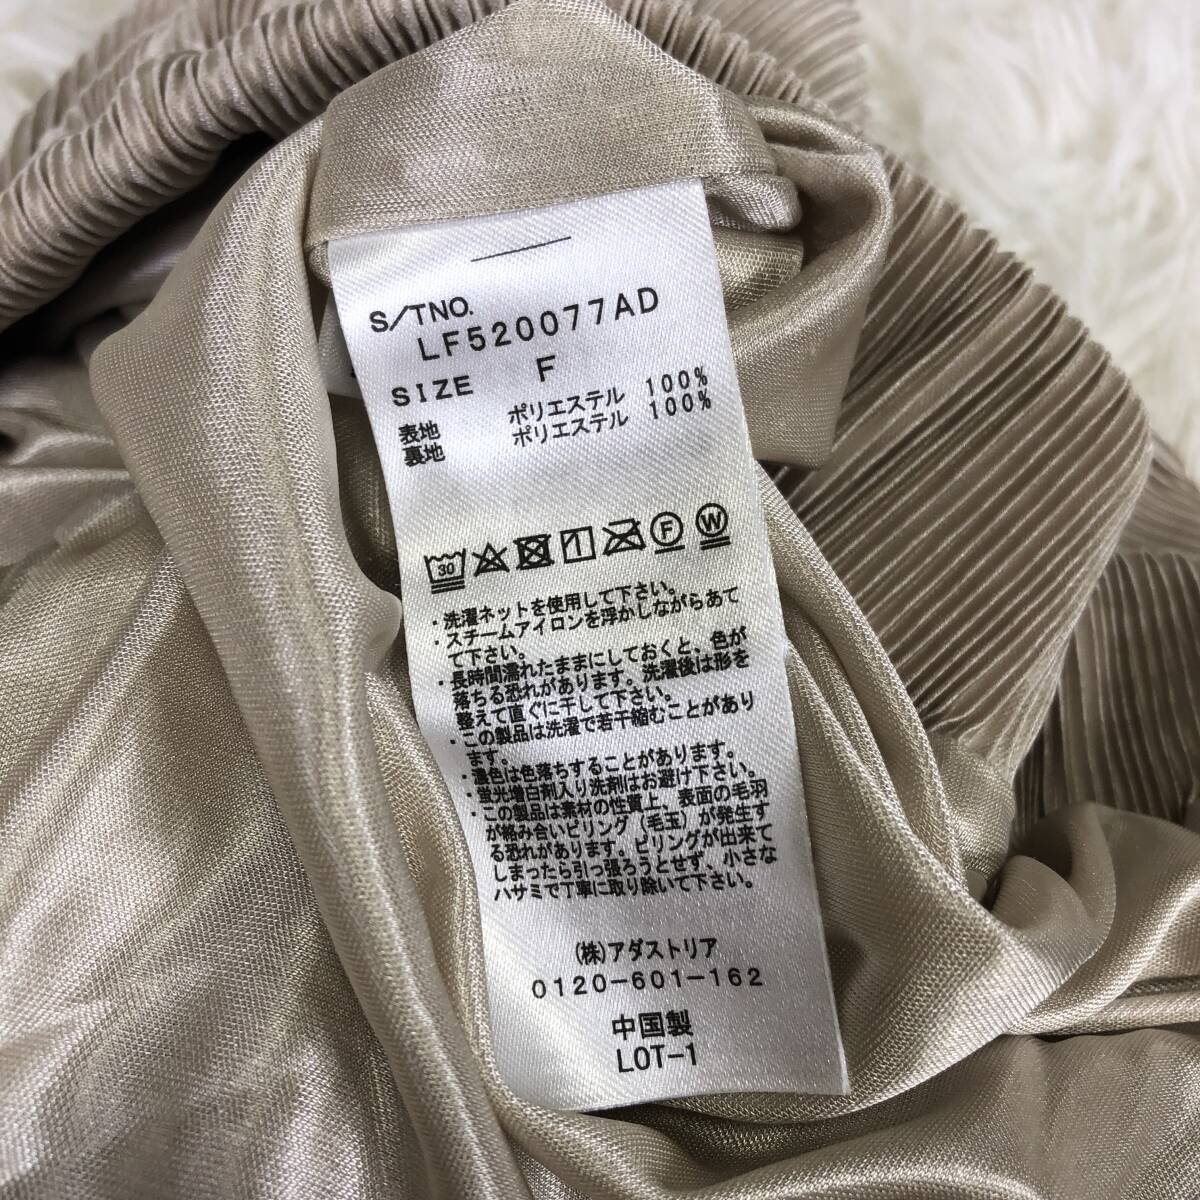 S/TNO.
LF520077AD
SIZE F
表地 ポリエステル 100%
裏地 ポリエステル 100%
30 F W
・洗濯ネットを使用して下さい。
・スチームアイロンを浮かしながらあて
て下さい。
・長時間濡れたままにしておくと、色が
落ちる恐れがあります。洗濯後は形を
整えて直ぐに干して下さい。
・この製品は洗濯で若干縮むことがあり
ます。
・濃色は色落ちすることがあります。
・蛍光増白剤入り洗剤はお避け下さい。
・この製品は素材の性質上、表面の毛羽
が絡み合いピリング（毛玉）が発生す
る恐れがあります。ピリングが出来て
しまったら引っ張ろうとせず、小さな
ハサミで丁寧に取り除いて下さい。
(株)アダストリア
0120-601-162
中国製
LOT-1